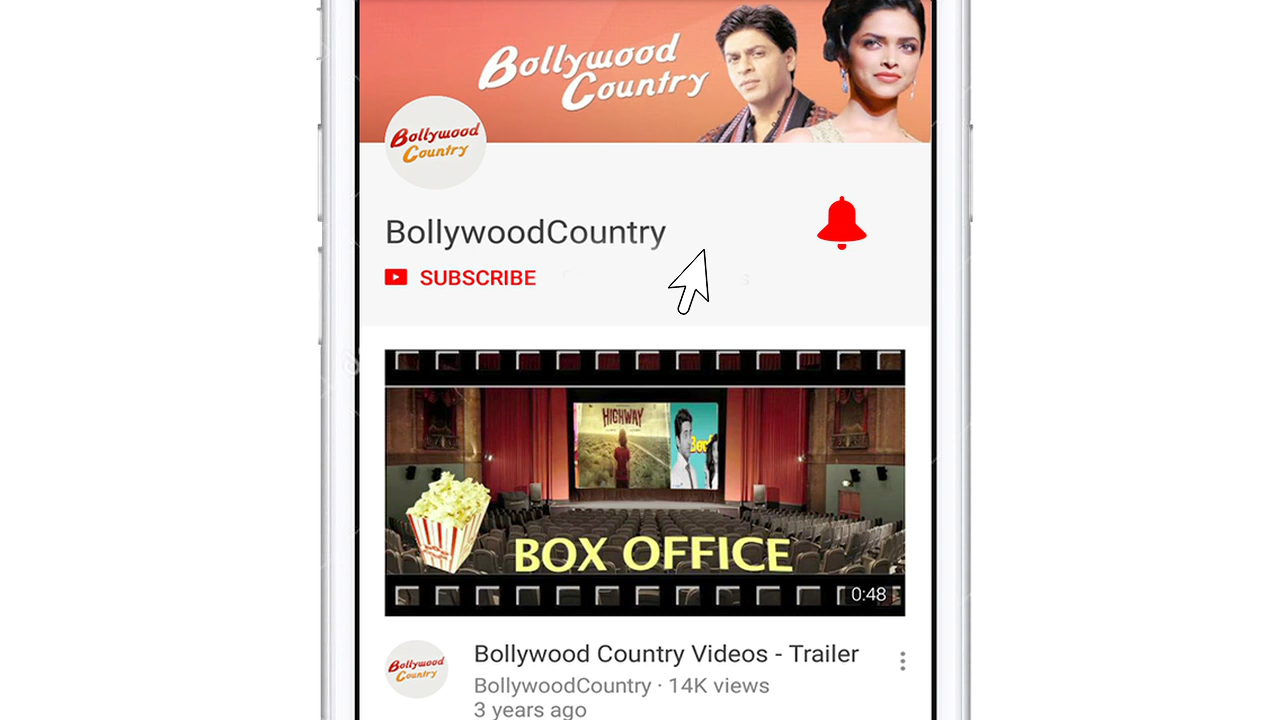 Bollywood
Country
Bollywood
Country
BollywoodCountry
SUBSCRIBE
HIGHWAY
BOX OFFICE
0:48
Bollywood Country Videos - Trailer
Bollywood
Country
BollywoodCountry · 14K views
3 years ago